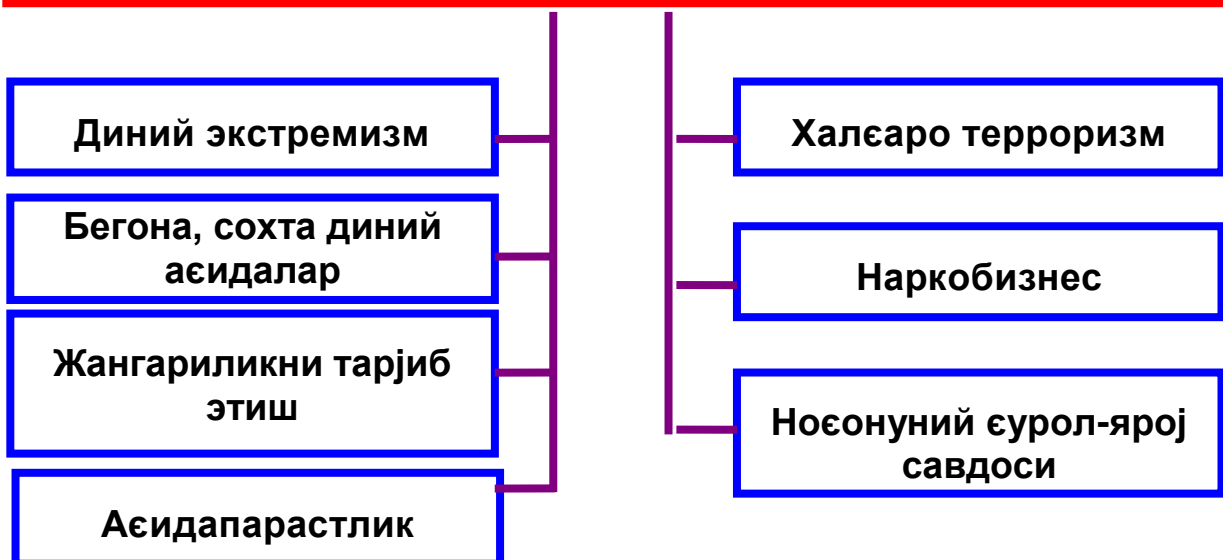 Диний экстремизм
Бегона, сохта диний
аєидалар
Жангариликни тарјиб
этиш
Аєидапарастлик
Халєаро терроризм
Наркобизнес
Ноєонуний єурол-ярој
савдоси